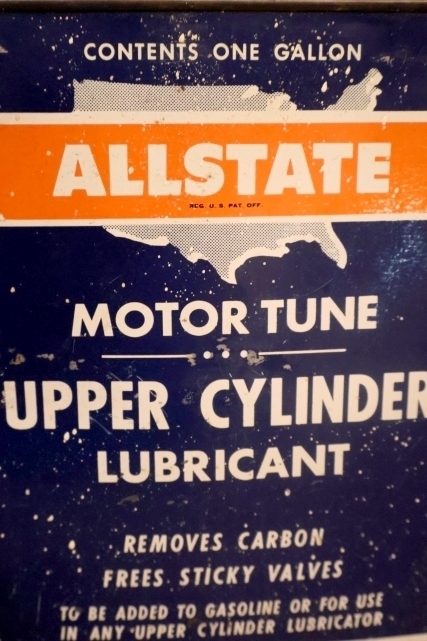 CONTENTS ONE GALLON
ALLSTATE
REG. U. S. PAT. OFF.
MOTOR TUNE
UPPER CYLINDER
LUBRICANT
REMOVES CARBON
FREES STICKY VALVES
TO BE ADDED TO GASOLINE OR FOR USE
IN ANY UPPER CYLINDER LUBRICATOR